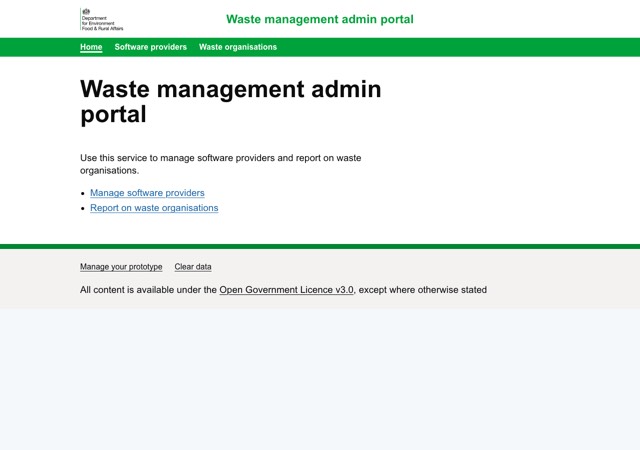 Department
for Environment
Food & Rural Affairs
Waste management admin portal
Home Software providers Waste organisations
Waste management admin
portal
Use this service to manage software providers and report on waste
organisations.
• Manage software providers
• Report on waste organisations
Manage your prototype Clear data
All content is available under the Open Government Licence v3.0, except where otherwise stated